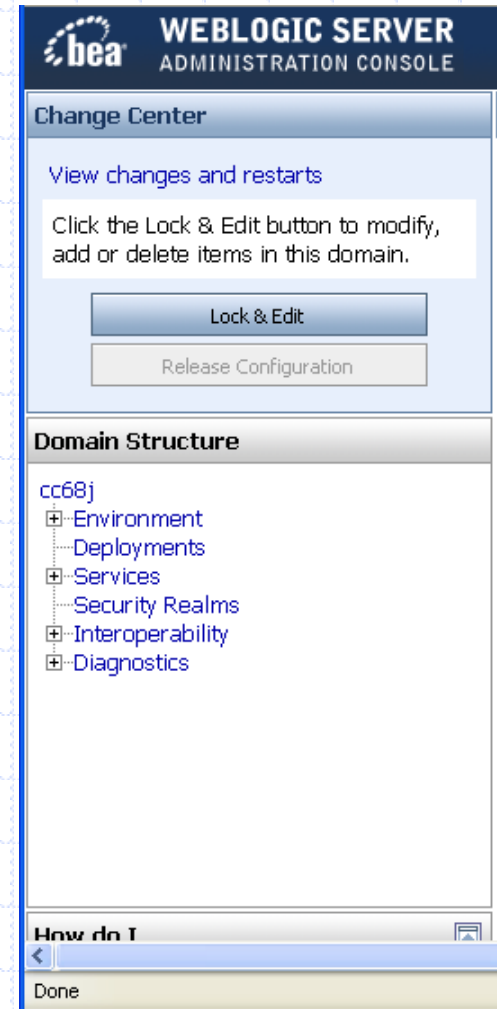 bea WEBLOGIC SERVER
ADMINISTRATION CONSOLE
Change Center
View changes and restarts
Click the Lock & Edit button to modify,
add or delete items in this domain.
Lock & Edit
Release Configuration
Domain Structure
cc68j
Environment
Deployments
Services
Security Realms
Interoperability
Diagnostics
How do I
Done